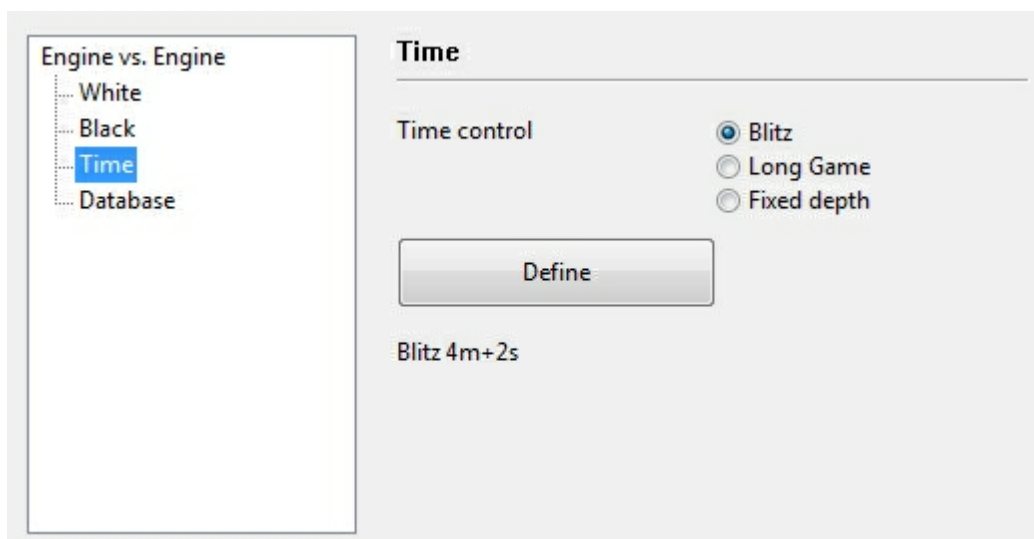 Engine vs. Engine
White
Black
Time
Database
Time
Time control
Blitz
Long Game
Fixed depth
Define
Blitz 4m+2s